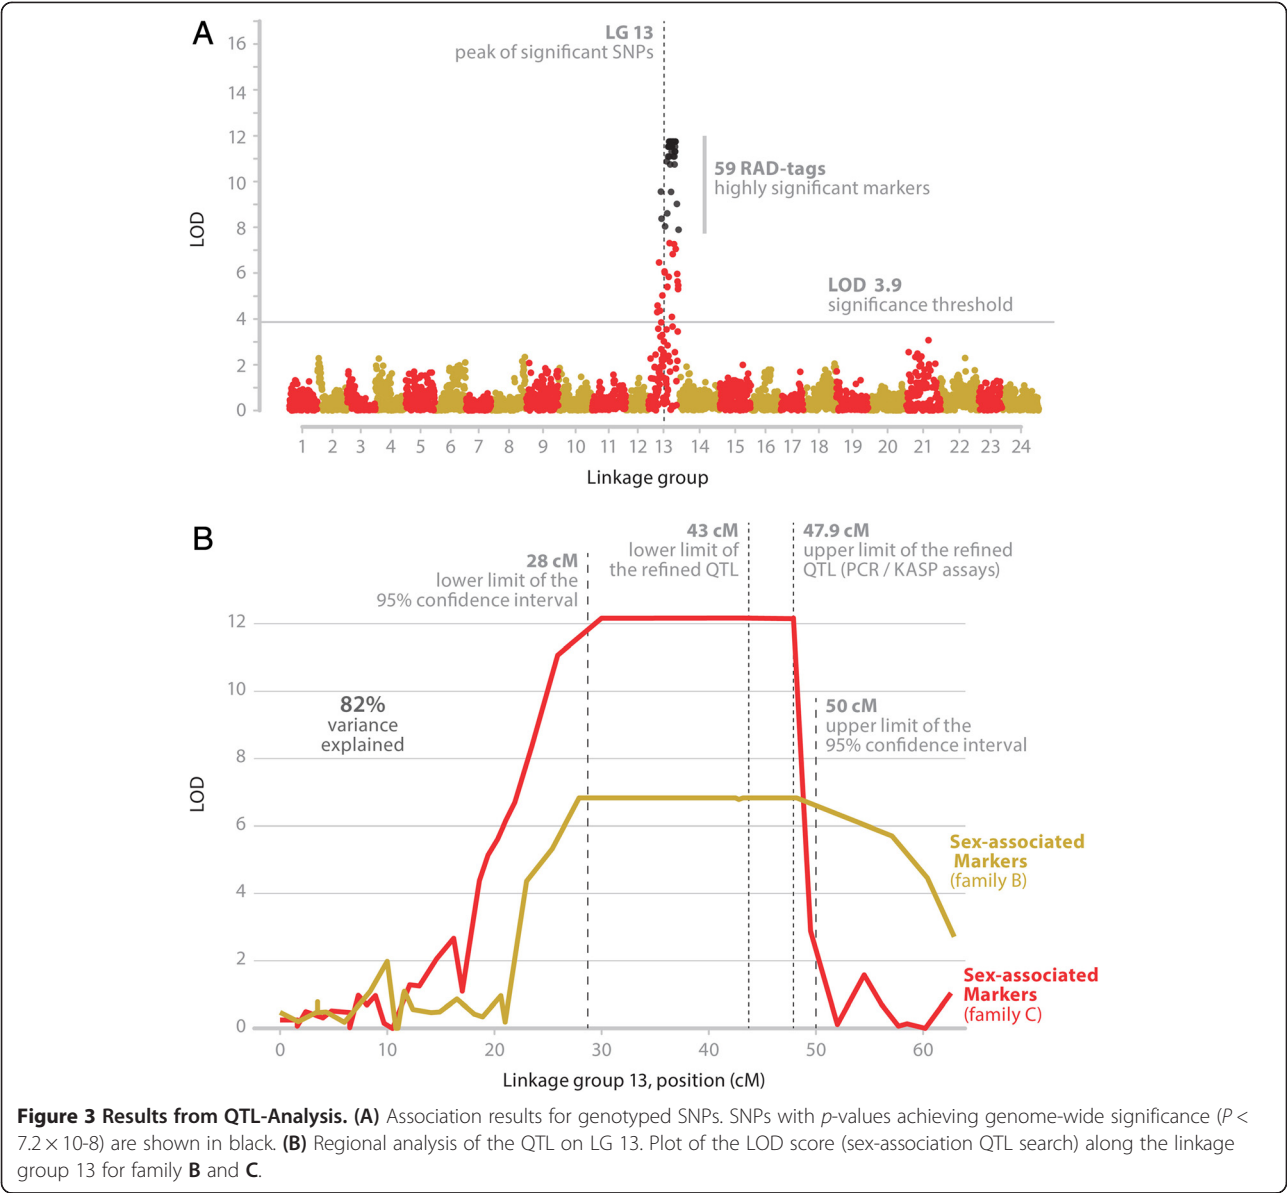 A
LG 13
peak of significant SNPs
16
14
12
10
8
6
4
2
0
LOD
59 RAD-tags
highly significant markers
LOD 3.9
significance threshold
1 2 3 4 5 6 7 8 9 10 11 12 13 14 15 16 17 18 19 20 21 22 23 24
Linkage group
B
28 cM
lower limit of the
95% confidence interval
43 cM
lower limit of
the refined QTL
47.9 cM
upper limit of the refined
QTL (PCR / KASP assays)
12
10
8
6
4
2
0
LOD
82%
variance
explained
50 cM
upper limit of the
95% confidence interval
Sex-associated
Markers
(family B)
Sex-associated
Markers
(family C)
0 10 20 30 40 50 60
Linkage group 13, position (cM)
Figure 3 Results from QTL-Analysis. (A) Association results for genotyped SNPs. SNPs with p-values achieving genome-wide significance (P <
7.2 × 10-8) are shown in black. (B) Regional analysis of the QTL on LG 13. Plot of the LOD score (sex-association QTL search) along the linkage
group 13 for family B and C.